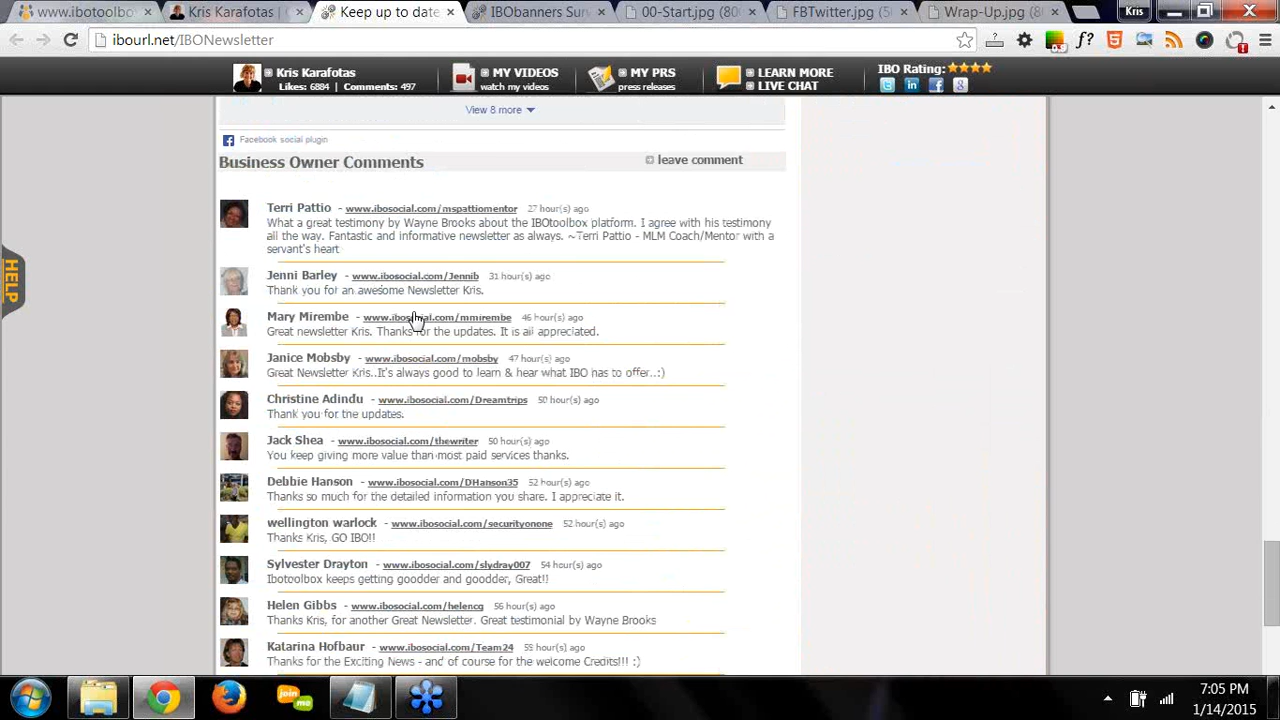 www.ibotoolbo
Kris Karafotas |
Keep up to date
IBObanners Sur
00-Start.jpg (80
FBTwitter.jpg (5
Wrap-Up.jpg (80
Kris
ibourl.net/IBONewsletter
Kris Karafotas
Likes: 6884 | Comments: 497
MY VIDEOS
watch my videos
MY PRS
press releases
LEARN MORE
LIVE CHAT
IBO Rating:
View 8 more
Facebook social plugin
Business Owner Comments
leave comment
Terri Pattio - www.ibosocial.com/mspattiomentor 27 hour(s) ago
What a great testimony by Wayne Brooks about the IBOtoolbox platform. I agree with his testimony
all the way. Fantastic and informative newsletter as always. ~Terri Pattio - MLM Coach/Mentor with a
servant's heart
Jenni Barley - www.ibosocial.com/Jennib 31 hour(s) ago
Thank you for an awesome Newsletter Kris.
Mary Mirembe - www.ibosocial.com/mmirembe 46 hour(s) ago
Great newsletter Kris. Thanks for the updates. It is all appreciated.
Janice Mobsby - www.ibosocial.com/mobsby 47 hour(s) ago
Great Newsletter Kris..It's always good to learn & hear what IBO has to offer..:)
Christine Adindu - www.ibosocial.com/Dreamtrips 50 hour(s) ago
Thank you for the updates.
Jack Shea - www.ibosocial.com/thewriter 50 hour(s) ago
You keep giving more value than most paid services thanks.
Debbie Hanson - www.ibosocial.com/DHanson35 52 hour(s) ago
Thanks so much for the detailed information you share. I appreciate it.
wellington warlock - www.ibosocial.com/securityonone 52 hour(s) ago
Thanks Kris, GO IBO!!
Sylvester Drayton - www.ibosocial.com/slydray007 54 hour(s) ago
Ibotoolbox keeps getting goodder and goodder, Great!!
Helen Gibbs - www.ibosocial.com/helencg 56 hour(s) ago
Thanks Kris, for another Great Newsletter. Great testimonial by Wayne Brooks
Katarina Hofbaur - www.ibosocial.com/Team24 59 hour(s) ago
Thanks for the Exciting News - and of course for the welcome Credits!!! :)
HELP
join
me
7:05 PM
1/14/2015